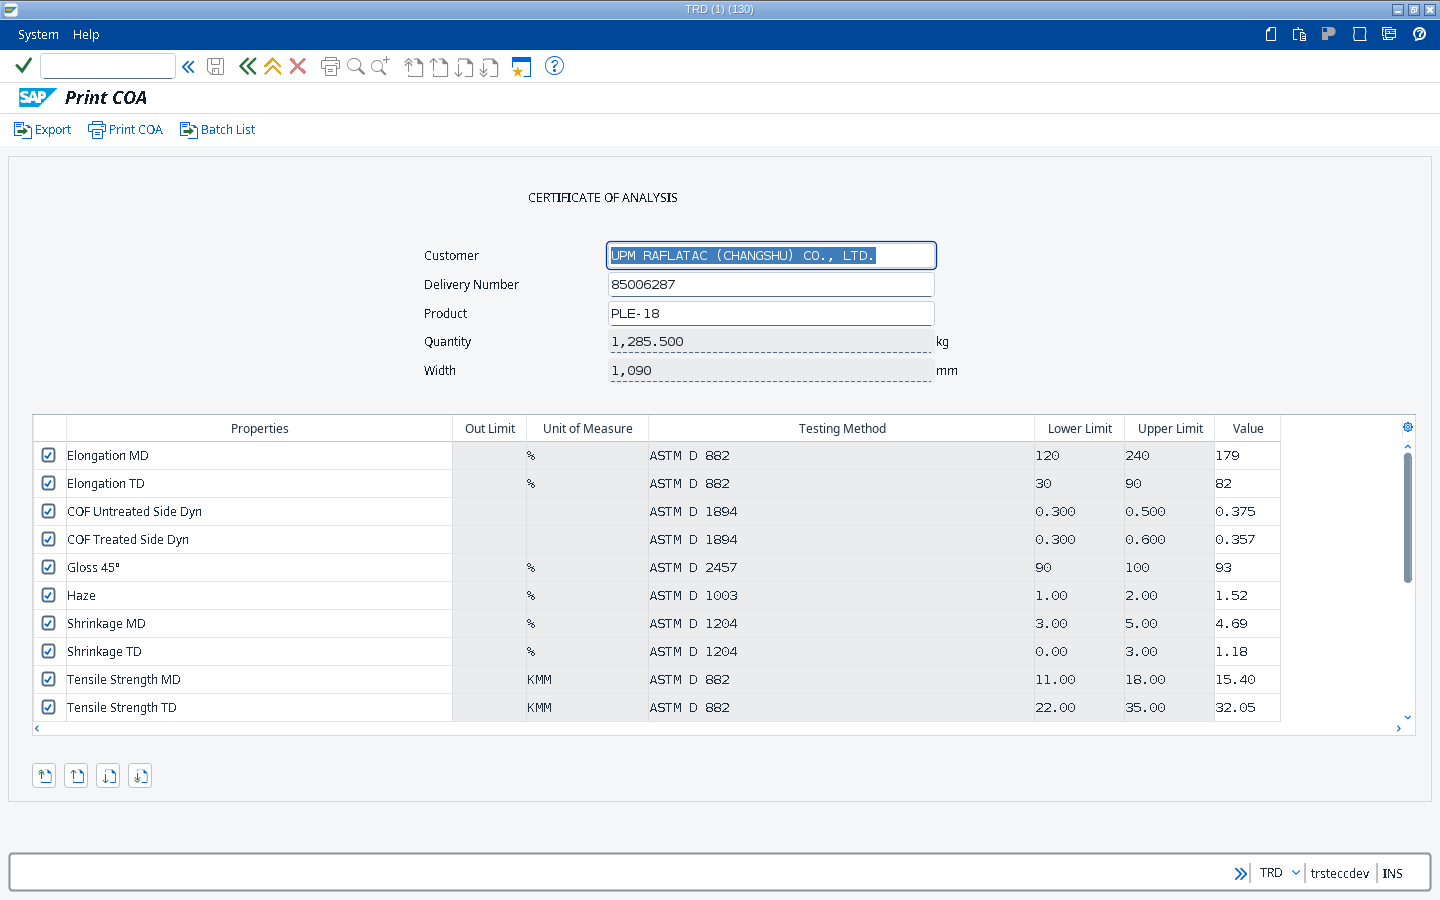 TRD (1) (130)
System Help
SAP Print COA
Export Print COA Batch List
CERTIFICATE OF ANALYSIS
Customer UPM RAFLATAC (CHANGSHU) CO., LTD.
Delivery Number 85006287
Product PLE-18
Quantity 1,285.500 kg
Width 1,090 mm
Properties Out Limit Unit of Measure Testing Method Lower Limit Upper Limit Value
Elongation MD % ASTM D 882 120 240 179
Elongation TD % ASTM D 882 30 90 82
COF Untreated Side Dyn ASTM D 1894 0.300 0.500 0.375
COF Treated Side Dyn ASTM D 1894 0.300 0.600 0.357
Gloss 45° % ASTM D 2457 90 100 93
Haze % ASTM D 1003 1.00 2.00 1.52
Shrinkage MD % ASTM D 1204 3.00 5.00 4.69
Shrinkage TD % ASTM D 1204 0.00 3.00 1.18
Tensile Strength MD KMM ASTM D 882 11.00 18.00 15.40
Tensile Strength TD KMM ASTM D 882 22.00 35.00 32.05
TRD trsteccdev INS